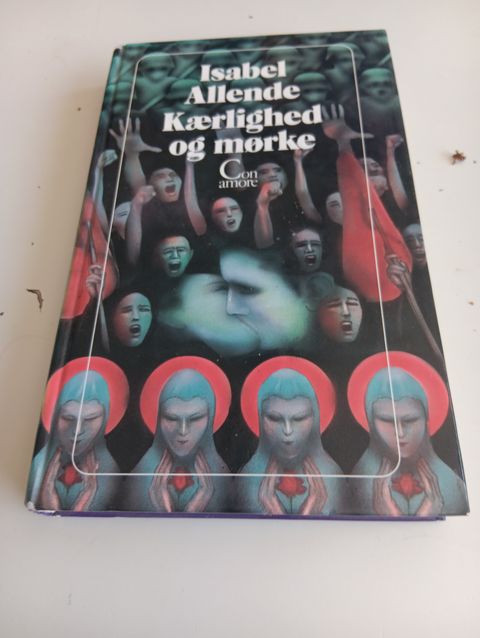 Isabel
Allende
Kærlighed
og mørke
Con
amore